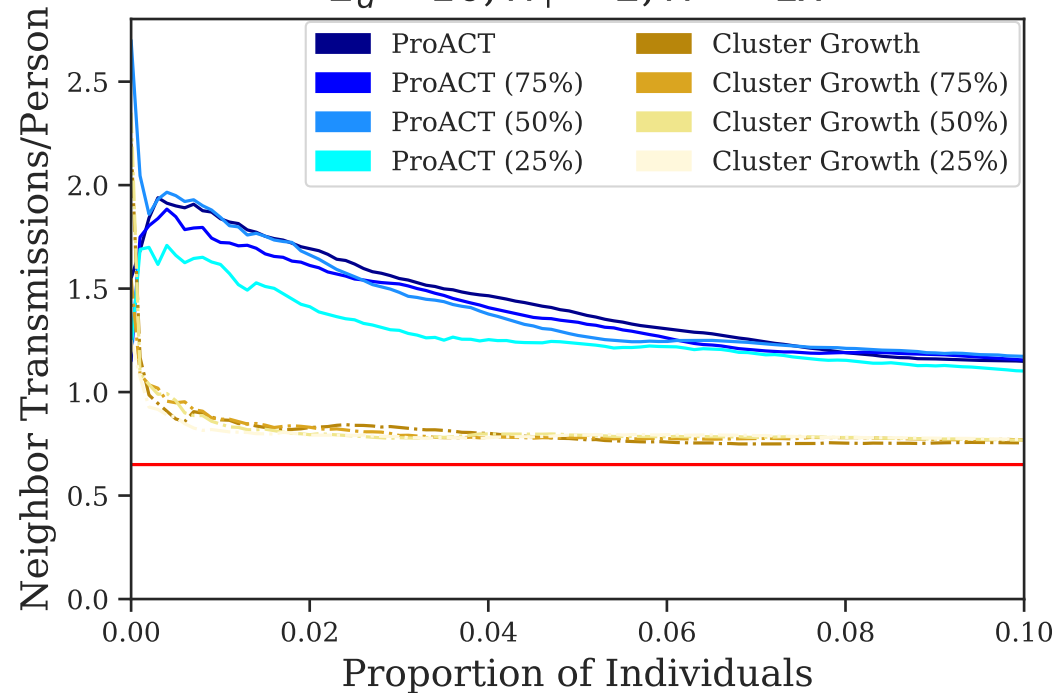 Neighbor Transmissions/Person
2.5
2.0
1.5
1.0
0.5
0.0
ProACT
ProACT (75%)
ProACT (50%)
ProACT (25%)
Cluster Growth
Cluster Growth (75%)
Cluster Growth (50%)
Cluster Growth (25%)
0.00 0.02 0.04 0.06 0.08 0.10
Proportion of Individuals